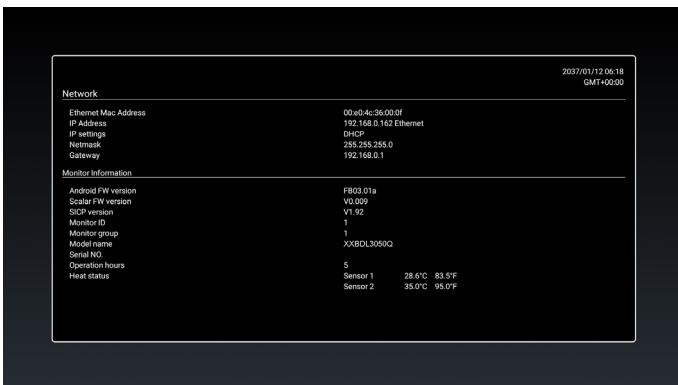 2037/01/12 06:18
GMT+00:00
Network
Ethernet Mac Address 00:e0:4c:36:00:0f
IP Address 192.168.0.162 Ethernet
IP settings DHCP
Netmask 255.255.255.0
Gateway 192.168.0.1
Monitor Information
Android FW version FB03.01a
Scalar FW version V0.009
SICP version V1.92
Monitor ID 1
Monitor group 1
Model name XXBDL3050Q
Serial NO.
Operation hours 5
Heat status Sensor 1 28.6°C 83.5°F
Sensor 2 35.0°C 95.0°F